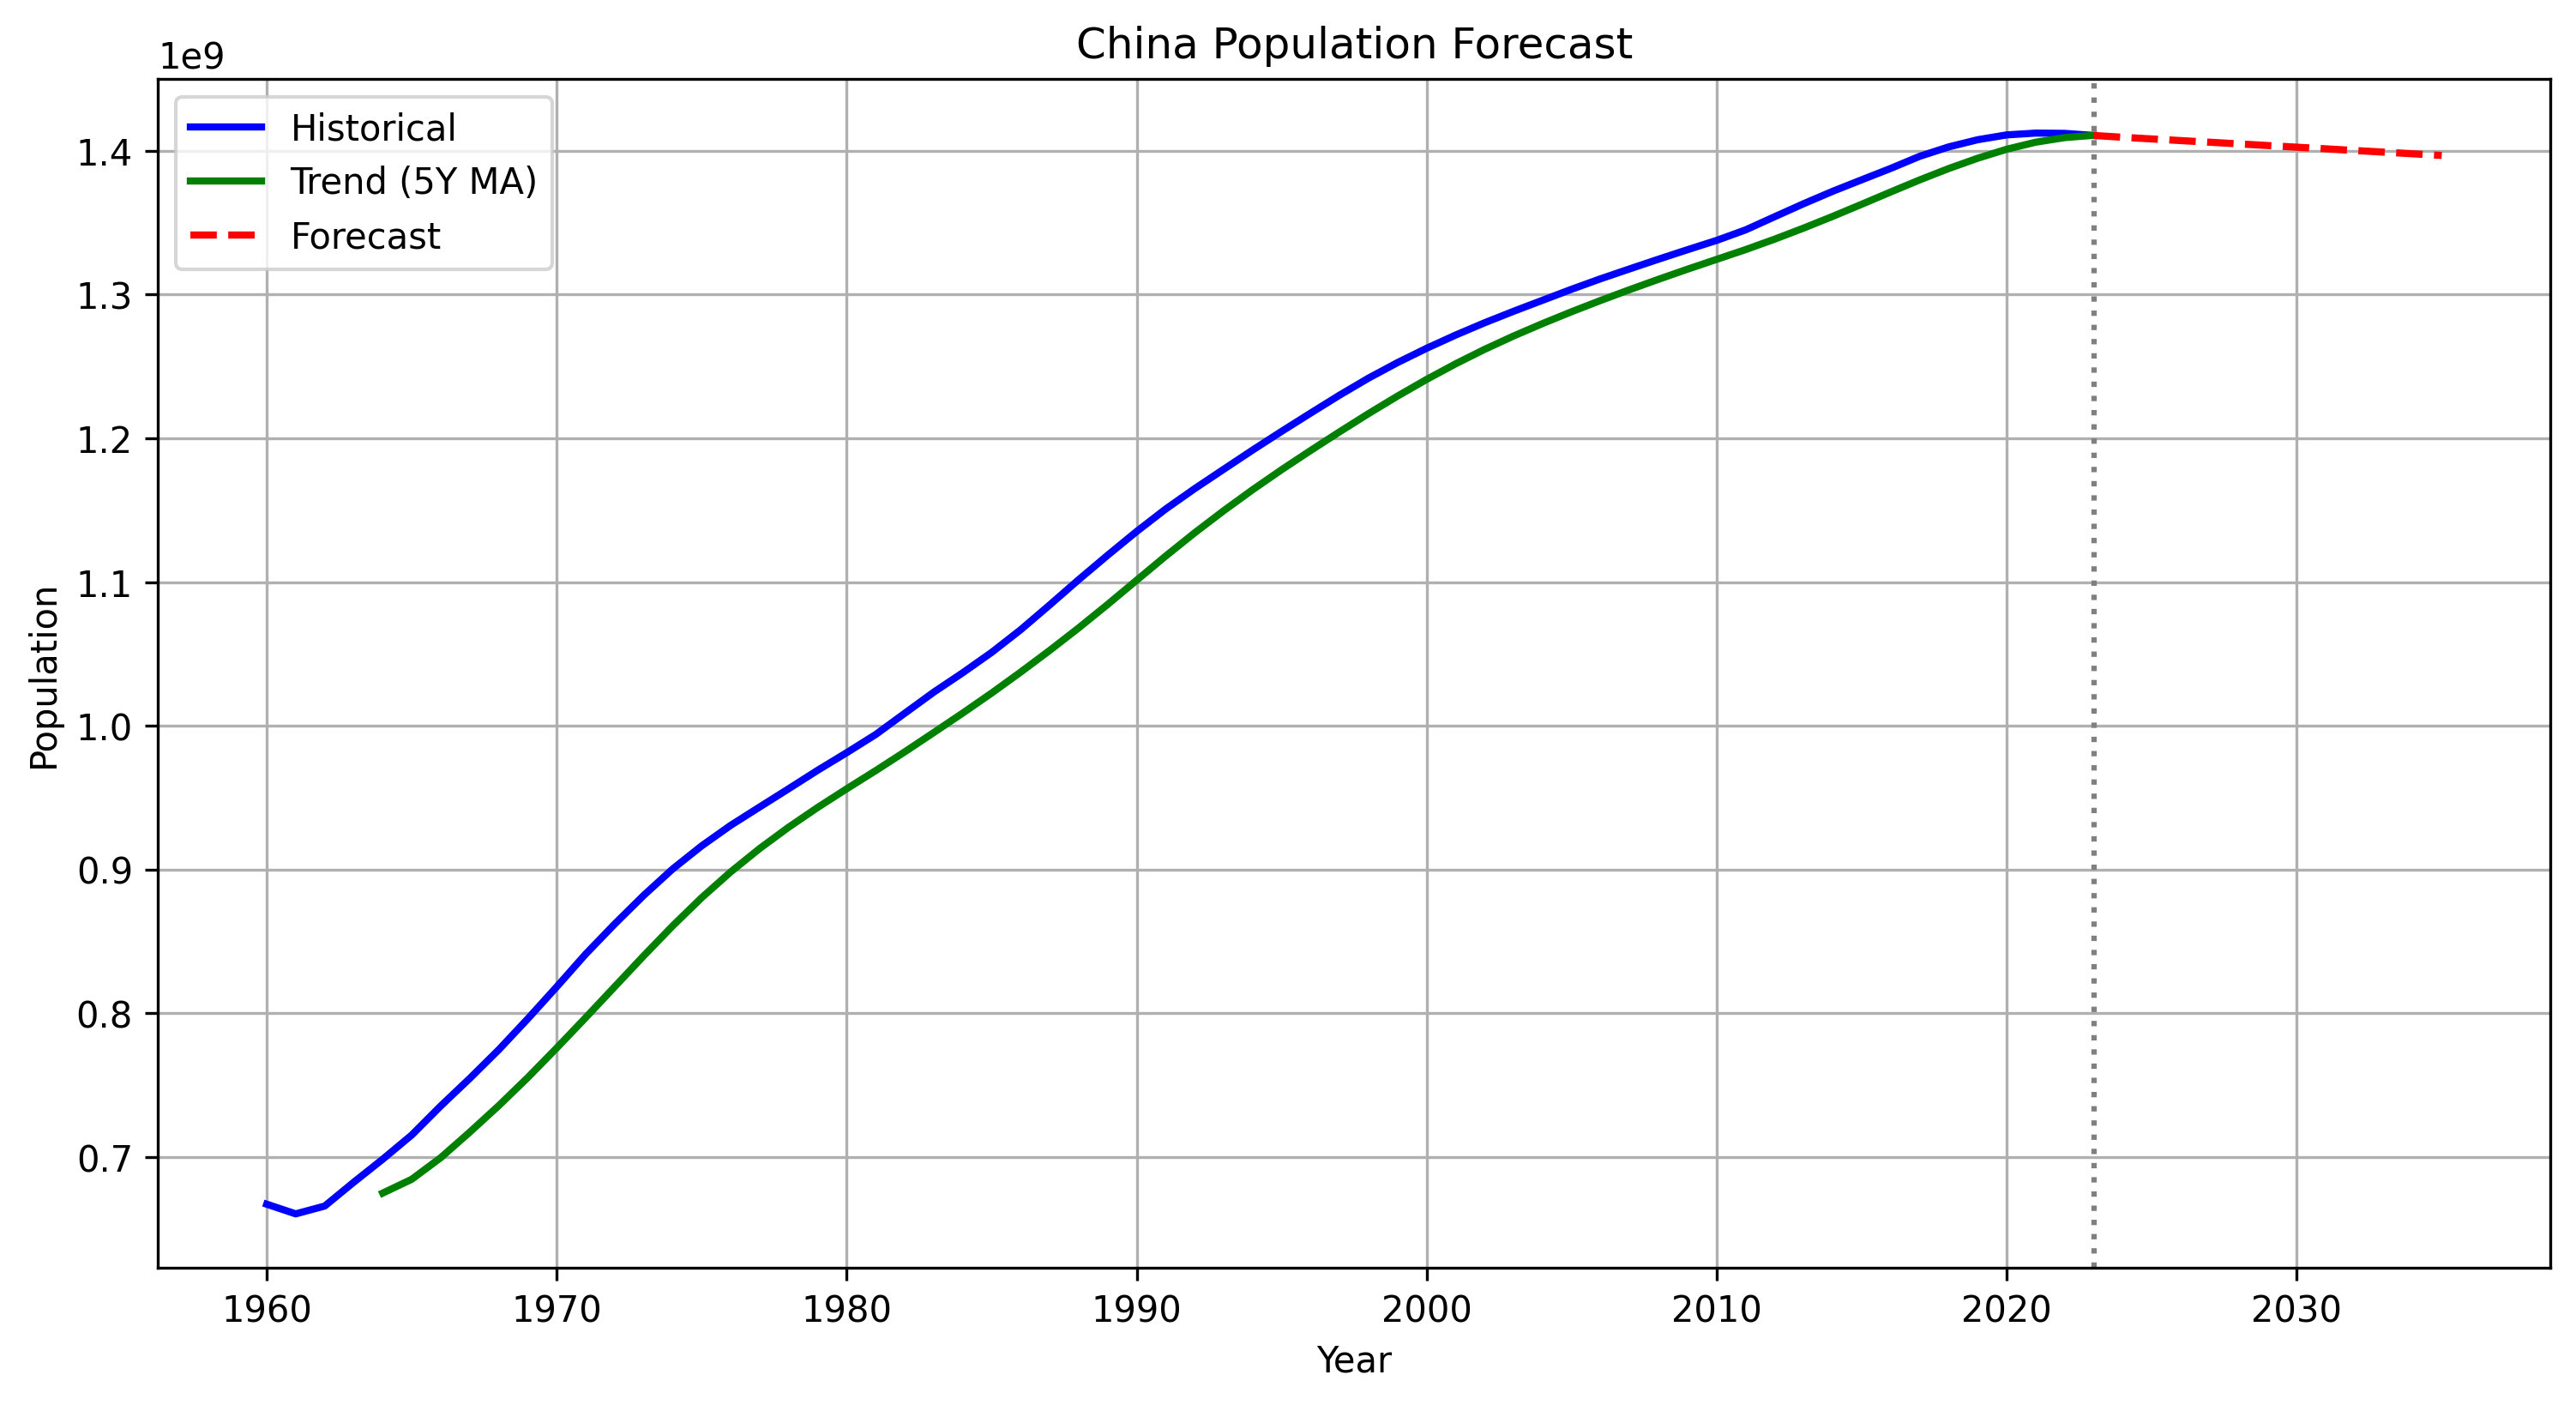 China Population Forecast
1e9
Historical
Trend (5Y MA)
Forecast
1.4
1.3
1.2
1.1
1.0
0.9
0.8
0.7
Population
1960 1970 1980 1990 2000 2010 2020 2030
Year